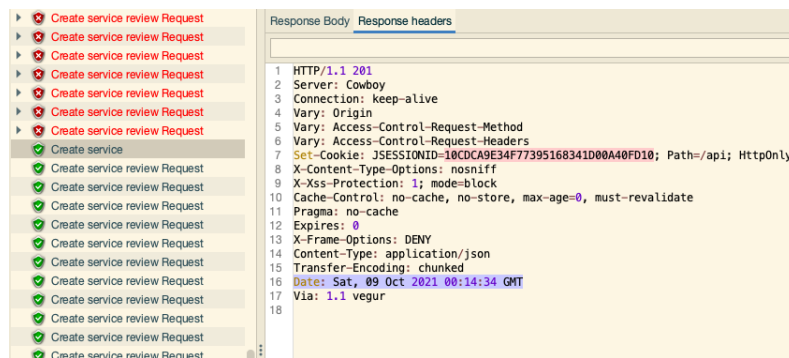 Create service review Request
Create service review Request
Create service review Request
Create service review Request
Create service review Request
Create service review Request
Create service review Request
Create service
Create service review Request
Create service review Request
Create service review Request
Create service review Request
Create service review Request
Create service review Request
Create service review Request
Create service review Request
Create service review Request
Create service review Request
Create service review Request
Response Body Response headers
1 HTTP/1.1 201
2 Server: Cowboy
3 Connection: keep-alive
4 Vary: Origin
5 Vary: Access-Control-Request-Method
6 Vary: Access-Control-Request-Headers
7 Set-Cookie: JSESSIONID=10CDCA9E34F77395168341D00A40FD10; Path=/api; HttpOnly
8 X-Content-Type-Options: nosniff
9 X-Xss-Protection: 1; mode=block
10 Cache-Control: no-cache, no-store, max-age=0, must-revalidate
11 Pragma: no-cache
12 Expires: 0
13 X-Frame-Options: DENY
14 Content-Type: application/json
15 Transfer-Encoding: chunked
16 Date: Sat, 09 Oct 2021 00:14:34 GMT
17 Via: 1.1 vegur
18